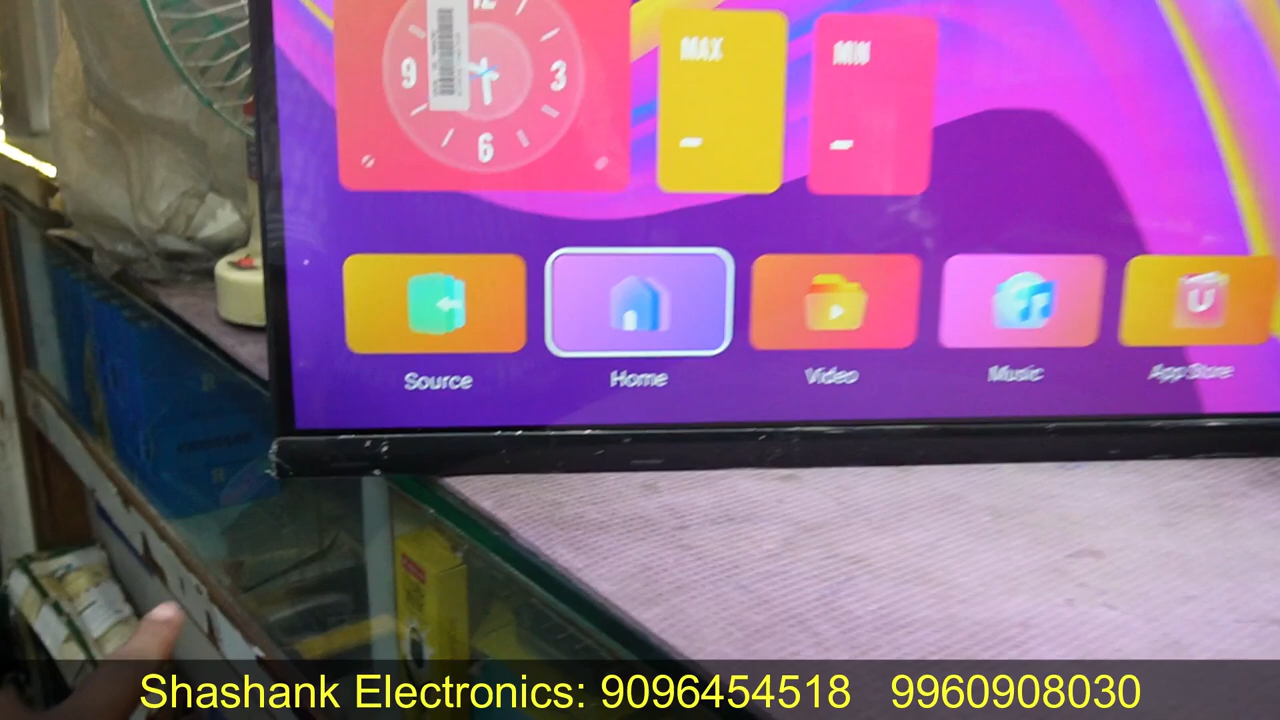 12
9
3
6
MAX
MIN
Source
Home
Video
Music
App Store
Shashank Electronics: 9096454518 9960908030